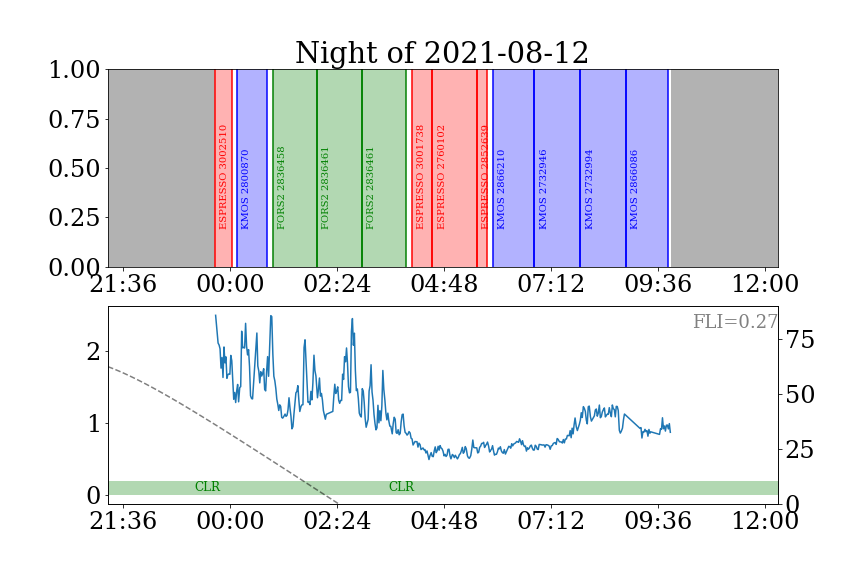 Night of 2021-08-12
1.00
0.75
0.50
0.25
0.00
ESPRESSO 3002510
KMOS 2800870
FORS2 2836458
FORS2 2836461
FORS2 2836461
ESPRESSO 3001738
ESPRESSO 2760102
ESPRESSO 2852639
KMOS 2866210
KMOS 2732946
KMOS 2732994
KMOS 2866086
21:36 00:00 02:24 04:48 07:12 09:36 12:00
FLI=0.27
2
1
0
75
50
25
0
CLR CLR
21:36 00:00 02:24 04:48 07:12 09:36 12:00